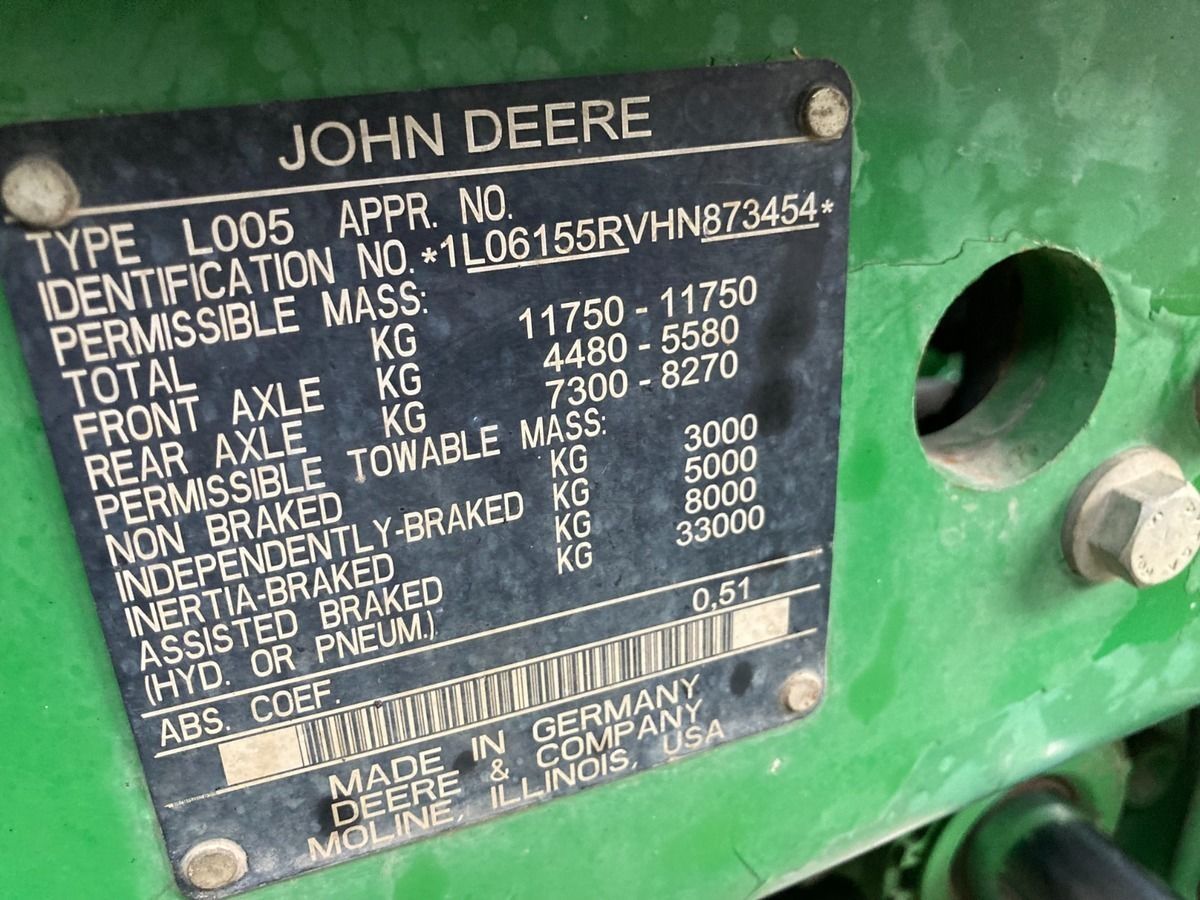 JOHN DEERE
TYPE L005 APPR. NO.
IDENTIFICATION NO. *1L06155RVHN873454*
PERMISSIBLE MASS:
TOTAL KG 11750 - 11750
FRONT AXLE KG 4480 - 5580
REAR AXLE KG 7300 - 8270
PERMISSIBLE TOWABLE MASS:
NON BRAKED KG 3000
INDEPENDENTLY-BRAKED KG 5000
INERTIA-BRAKED KG 8000
ASSISTED BRAKED KG 33000
(HYD. OR PNEUM.)
ABS. COEF. 0,51
MADE IN GERMANY
DEERE & COMPANY
MOLINE, ILLINOIS, USA